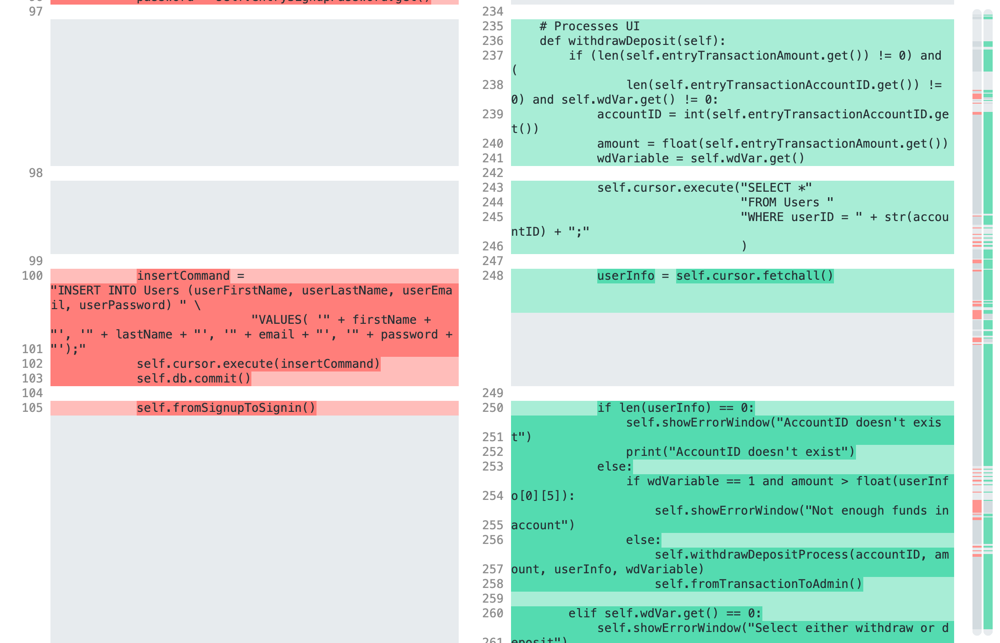 96 password = self.entrySignupPassword.get()
97
98
99
100 insertCommand =
"INSERT INTO Users (userFirstName, userLastName, userEma
il, userPassword) " \
"VALUES( '" + firstName +
"', '" + lastName + "', '" + email + "', '" + password +
101 "');"
102 self.cursor.execute(insertCommand)
103 self.db.commit()
104
105 self.fromSignupToSignin()
234
235 # Processes UI
236 def withdrawDeposit(self):
237 if (len(self.entryTransactionAmount.get()) != 0) and
(
238 len(self.entryTransactionAccountID.get()) !=
0) and self.wdVar.get() != 0:
239 accountID = int(self.entryTransactionAccountID.ge
t())
240 amount = float(self.entryTransactionAmount.get())
241 wdVariable = self.wdVar.get()
242
243 self.cursor.execute("SELECT *"
244 "FROM Users "
245 "WHERE userID = " + str(accou
ntID) + ";"
246 )
247
248 userInfo = self.cursor.fetchall()
249
250 if len(userInfo) == 0:
self.showErrorWindow("AccountID doesn't exis
251 t")
252 print("AccountID doesn't exist")
253 else:
if wdVariable == 1 and amount > float(userInf
254 o[0][5]):
self.showErrorWindow("Not enough funds in
255 account")
256 else:
self.withdrawDepositProcess(accountID, am
257 ount, userInfo, wdVariable)
258 self.fromTransactionToAdmin()
259
260 elif self.wdVar.get() == 0:
self.showErrorWindow("Select either withdraw or d
261 eposit")